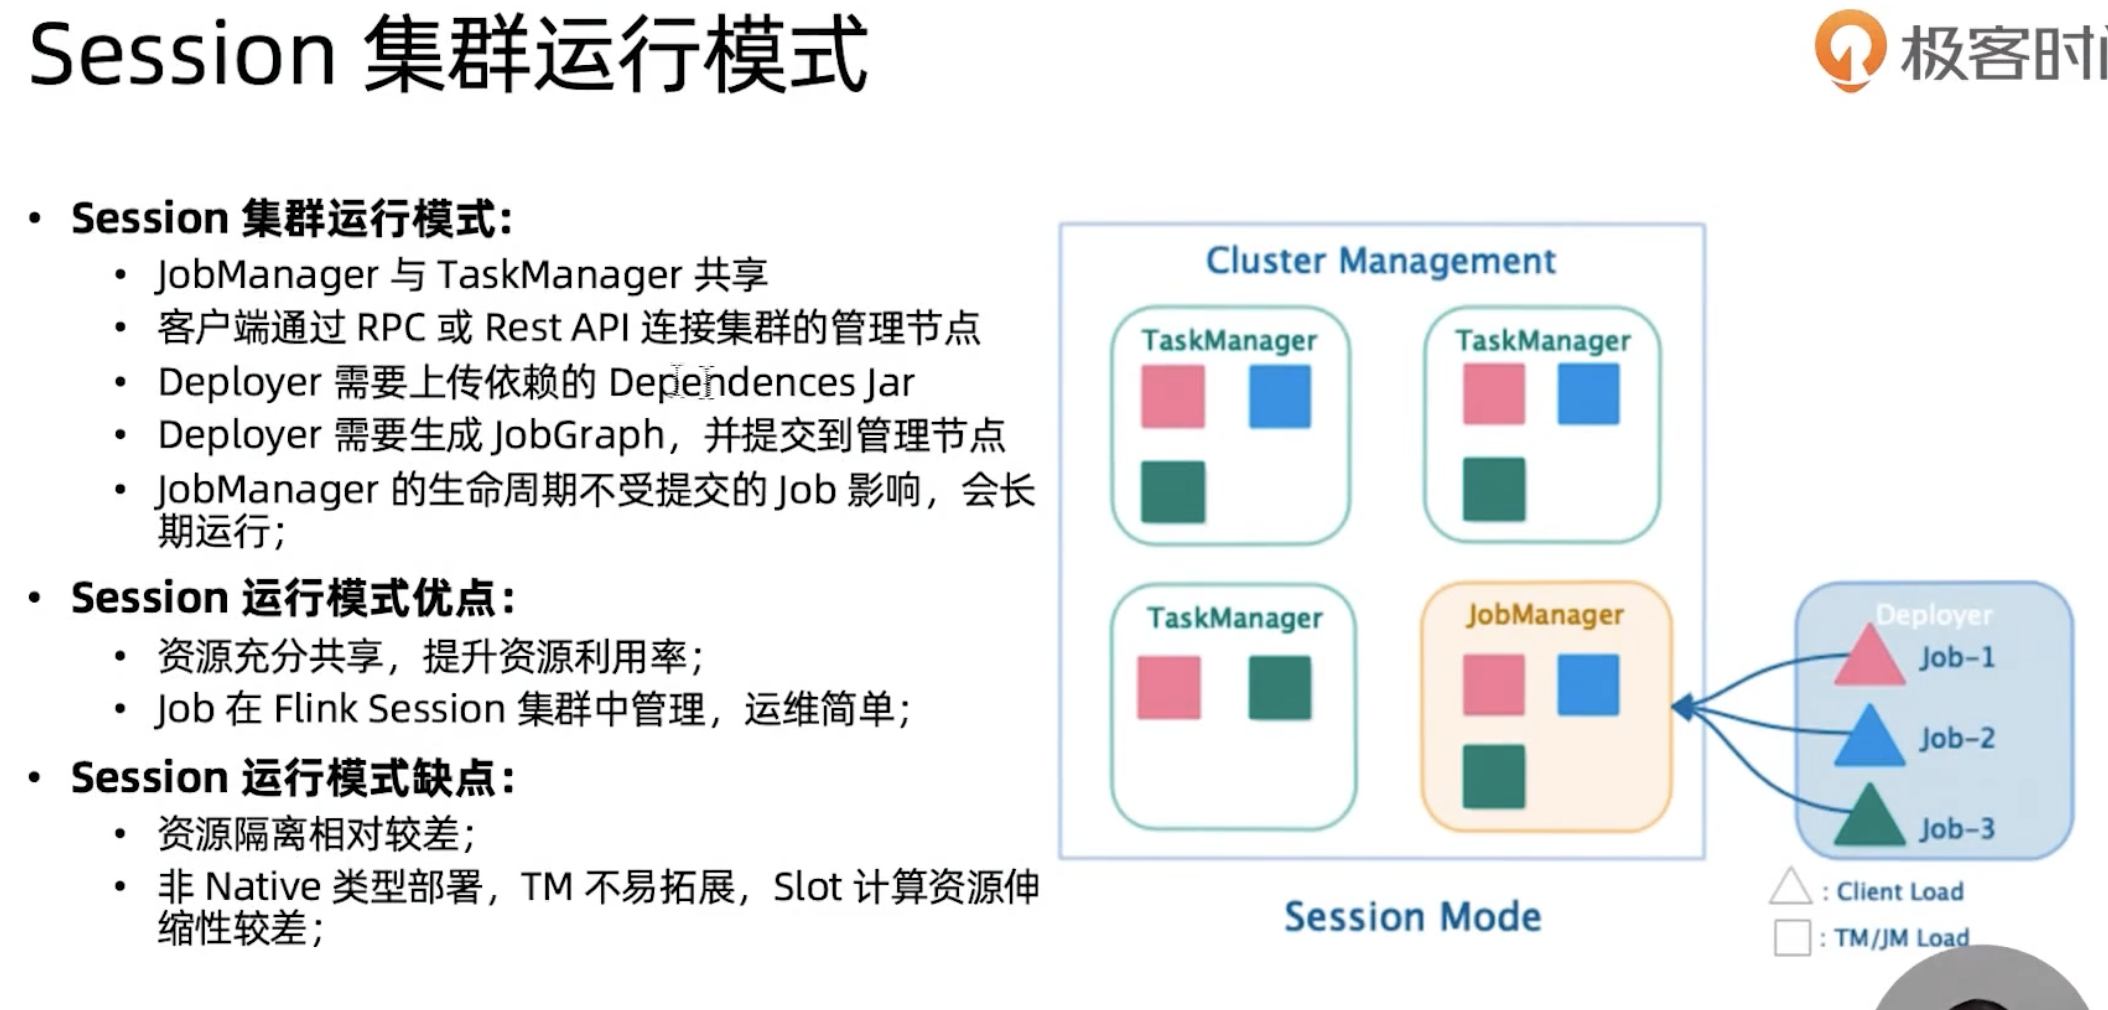 Session 集群运行模式
极客时间
• Session 集群运行模式：
• JobManager 与 TaskManager 共享
• 客户端通过 RPC 或 Rest API 连接集群的管理节点
• Deployer 需要上传依赖的 Dependences Jar
• Deployer 需要生成 JobGraph，并提交到管理节点
• JobManager 的生命周期不受提交的 Job 影响，会长
期运行；
• Session 运行模式优点：
• 资源充分共享，提升资源利用率；
• Job 在 Flink Session 集群中管理，运维简单；
• Session 运行模式缺点：
• 资源隔离相对较差；
• 非 Native 类型部署，TM 不易拓展，Slot 计算资源伸
缩性较差；
Cluster Management
TaskManager
TaskManager
TaskManager
JobManager
Deployer
Job-1
Job-2
Job-3
: Client Load
: TM/JM Load
Session Mode